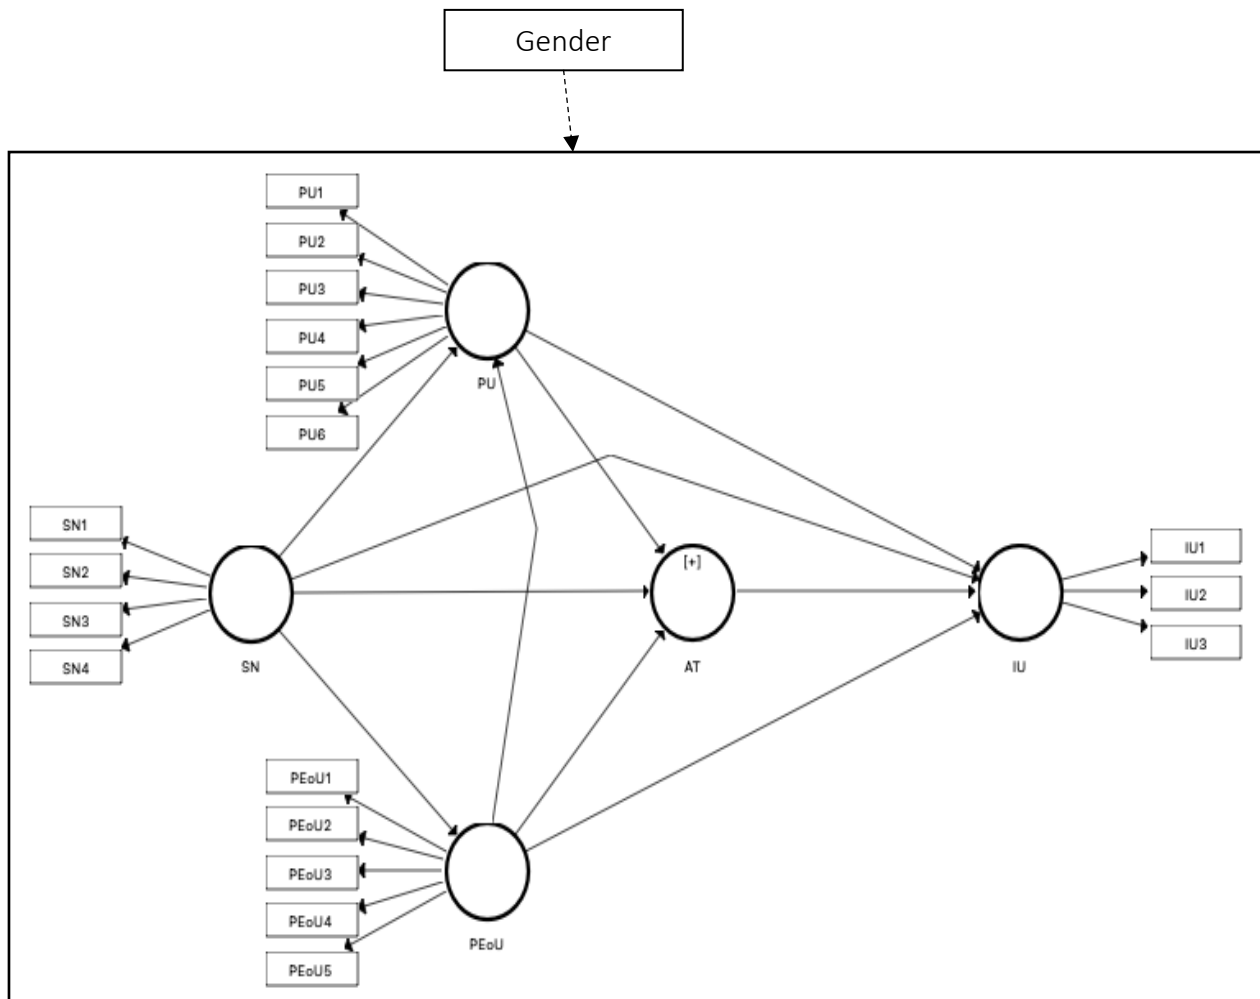 Gender
PU1
PU2
PU3
PU4
PU5
PU6
PU
SN1
SN2
SN3
SN4
SN
[+]
AT
IU1
IU2
IU3
IU
PEoU1
PEoU2
PEoU3
PEoU4
PEoU5
PEoU